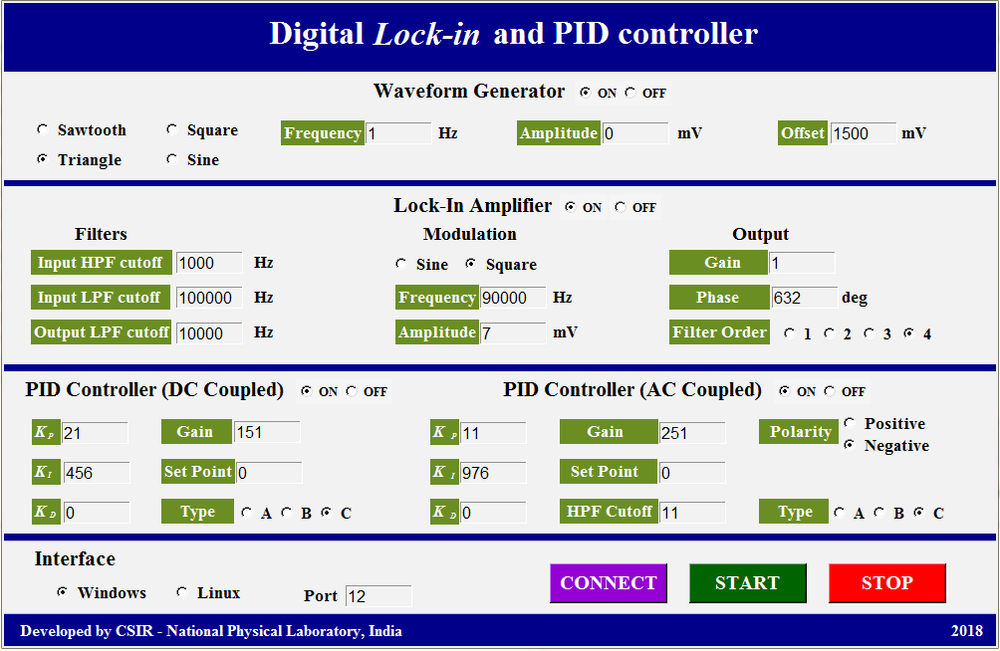 Digital Lock-in and PID controller
Waveform Generator ON OFF
Sawtooth Square Frequency 1 Hz Amplitude 0 mV Offset 1500 mV
Triangle Sine
Lock-In Amplifier ON OFF
Filters Modulation Output
Input HPF cutoff 1000 Hz Sine Square Gain 1
Input LPF cutoff 100000 Hz Frequency 90000 Hz Phase 632 deg
Output LPF cutoff 10000 Hz Amplitude 7 mV Filter Order 1 2 3 4
PID Controller (DC Coupled) ON OFF PID Controller (AC Coupled) ON OFF
K P 21 Gain 151 K P 11 Gain 251 Polarity Positive
Negative
K I 456 Set Point 0 K I 976 Set Point 0
K D 0 Type A B C K D 0 HPF Cutoff 11 Type A B C
Interface
Windows Linux Port 12 CONNECT START STOP
Developed by CSIR - National Physical Laboratory, India 2018